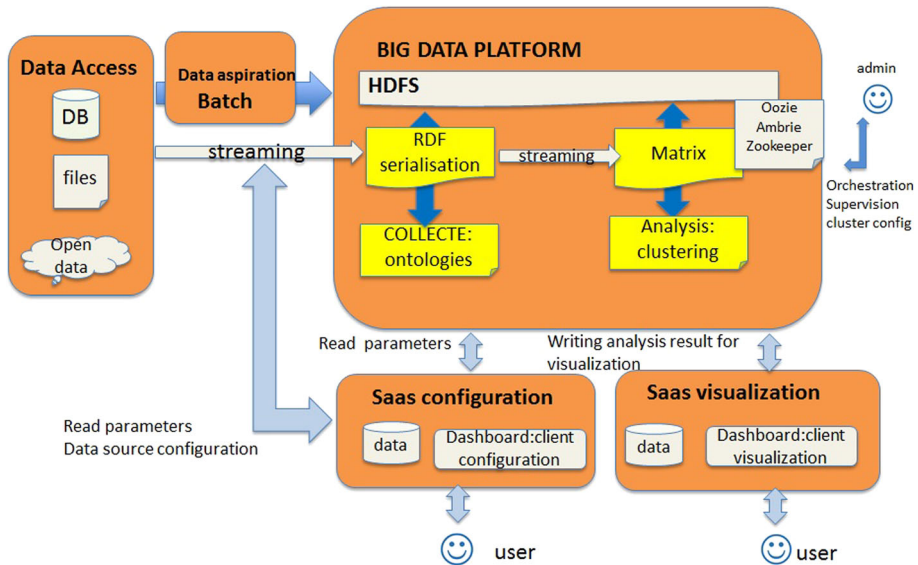 Data Access
DB
files
Open
data
Data aspiration
Batch
streaming
BIG DATA PLATFORM
HDFS
RDF
serialisation
streaming
Matrix
Oozie
Ambrie
Zookeeper
COLLECTE:
ontologies
Analysis:
clustering
admin
Orchestration
Supervision
cluster config
Read parameters
Writing analysis result for
visualization
Read parameters
Data source configuration
Saas configuration
data
Dashboard:client
configuration
Saas visualization
data
Dashboard:client
visualization
user
user